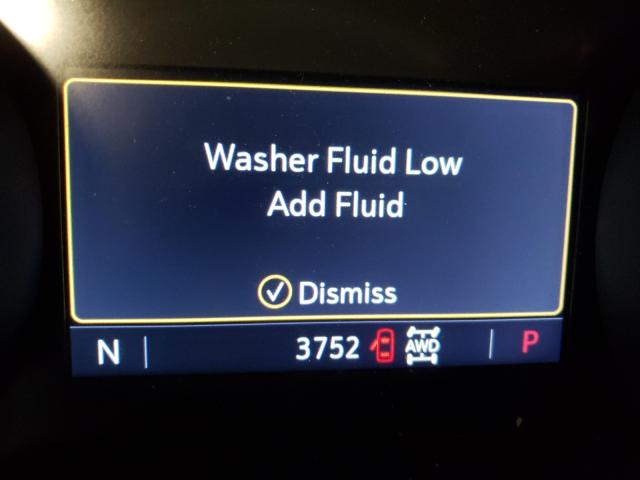 Washer Fluid Low
Add Fluid
Dismiss
N 3752 AWD P